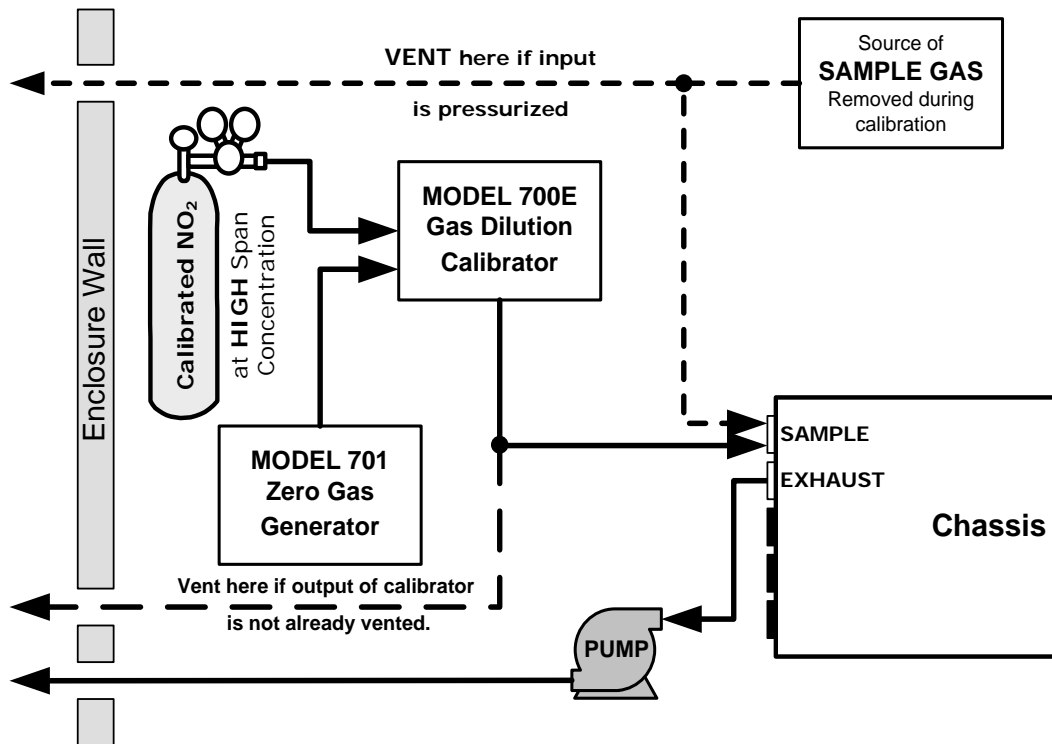 VENT here if input
is pressurized
Source of
SAMPLE GAS
Removed during
calibration
Enclosure Wall
Calibrated NO₂
at HIGH Span
Concentration
MODEL 700E
Gas Dilution
Calibrator
MODEL 701
Zero Gas
Generator
SAMPLE
EXHAUST
Chassis
Vent here if output of calibrator
is not already vented.
PUMP